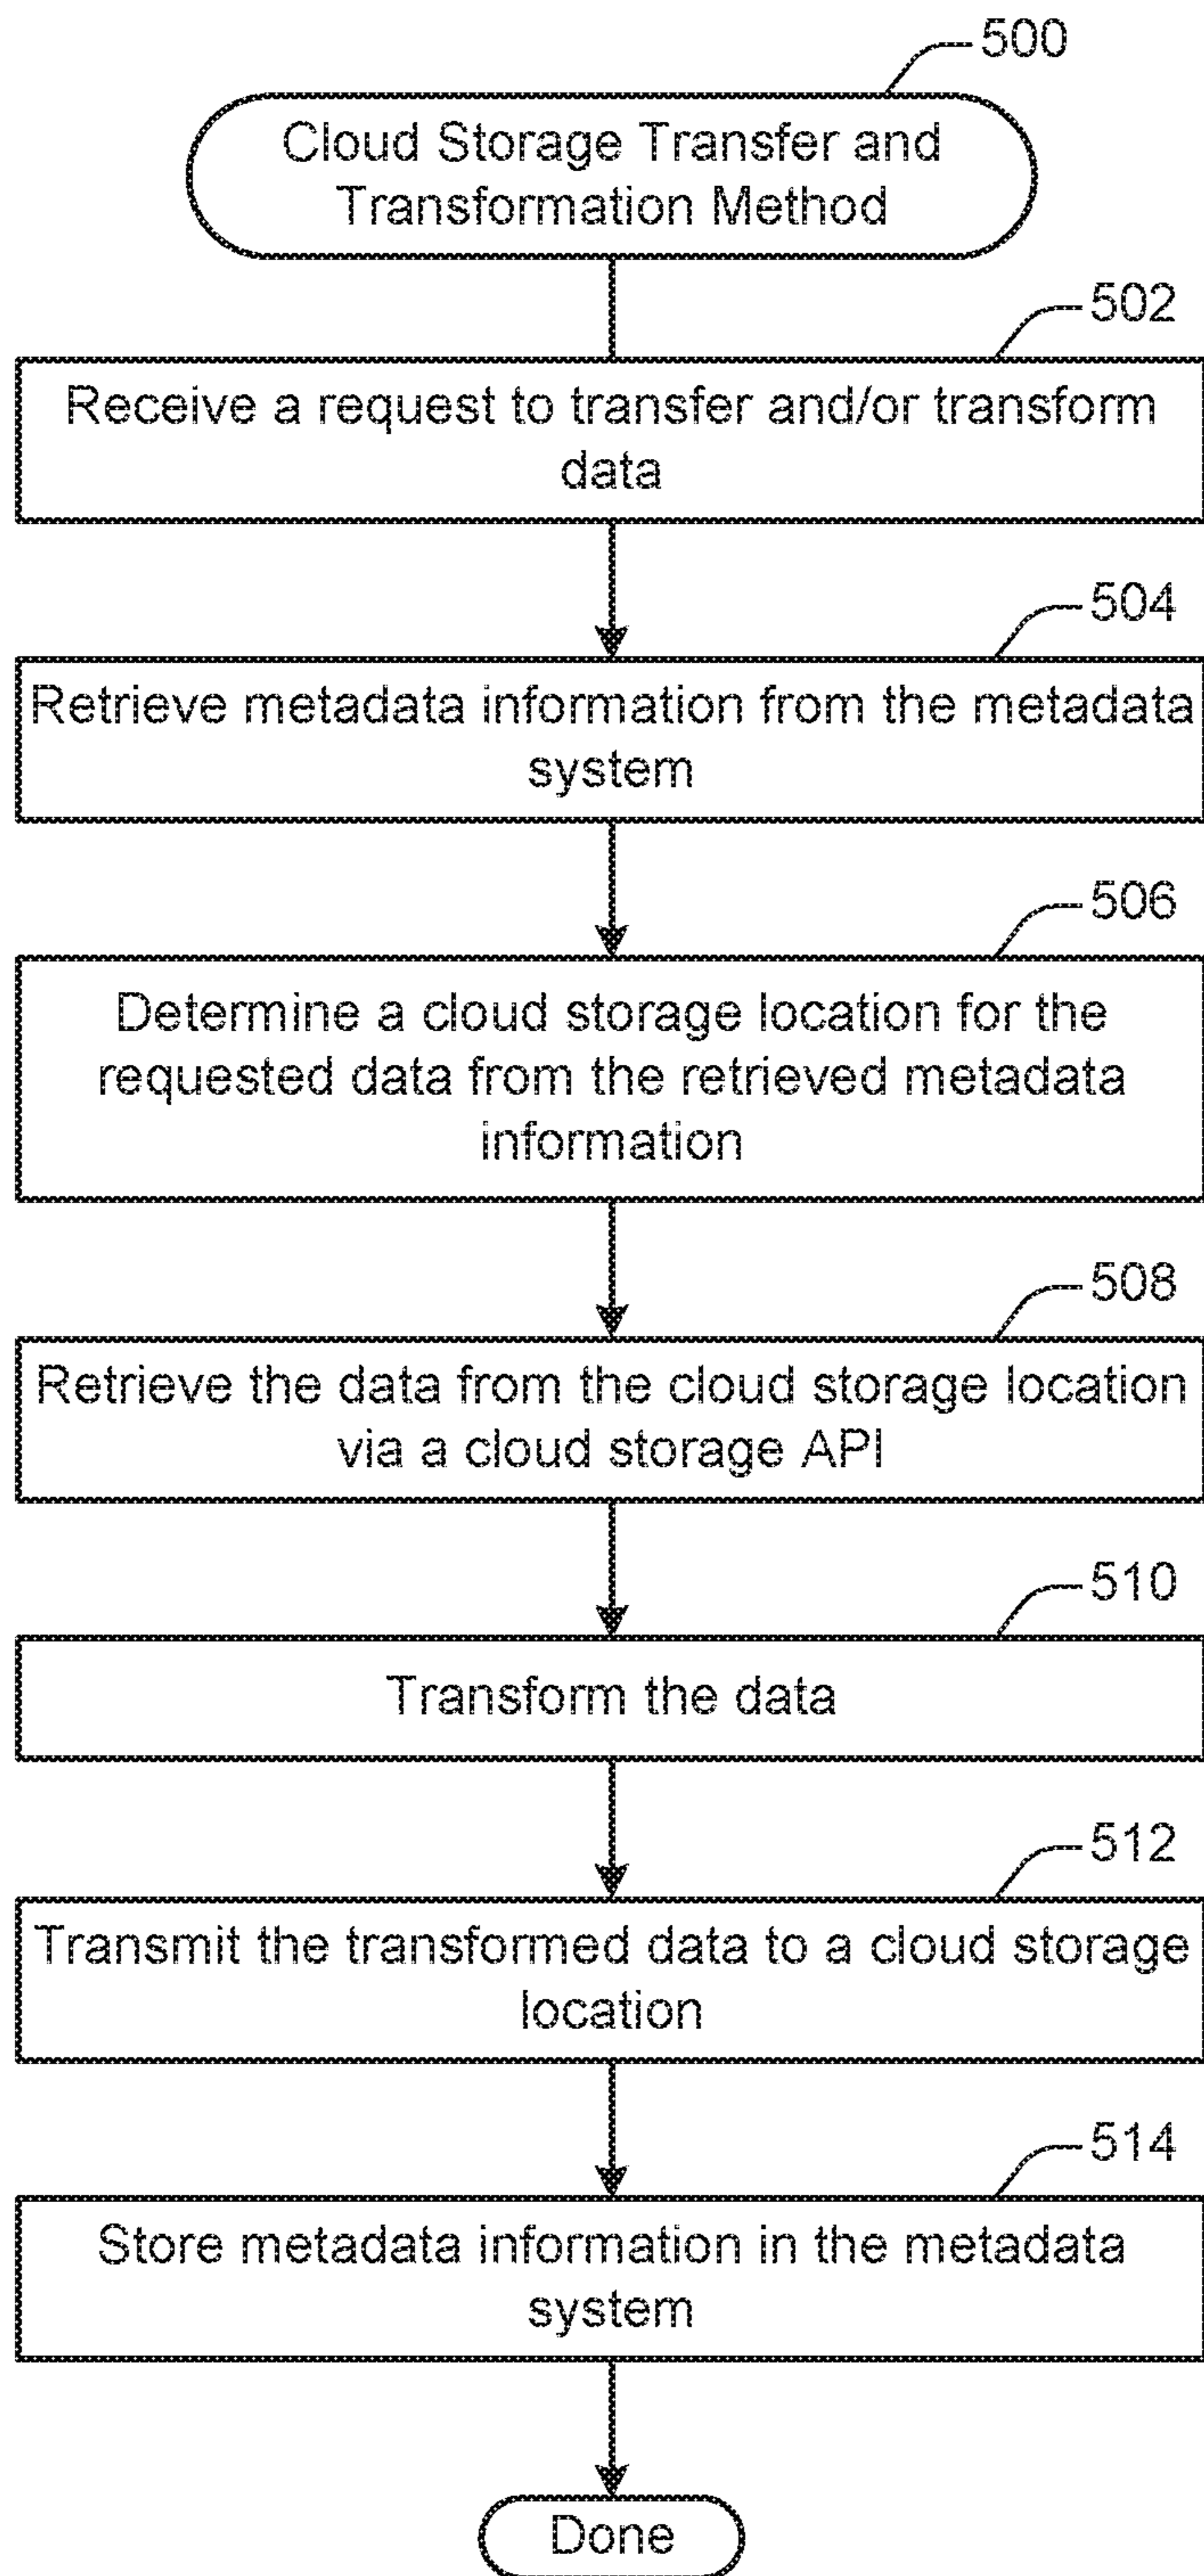 500
Cloud Storage Transfer and
Transformation Method
502
Receive a request to transfer and/or transform
data
504
Retrieve metadata information from the metadata
system
506
Determine a cloud storage location for the
requested data from the retrieved metadata
information
508
Retrieve the data from the cloud storage location
via a cloud storage API
510
Transform the data
512
Transmit the transformed data to a cloud storage
location
514
Store metadata information in the metadata
system
Done